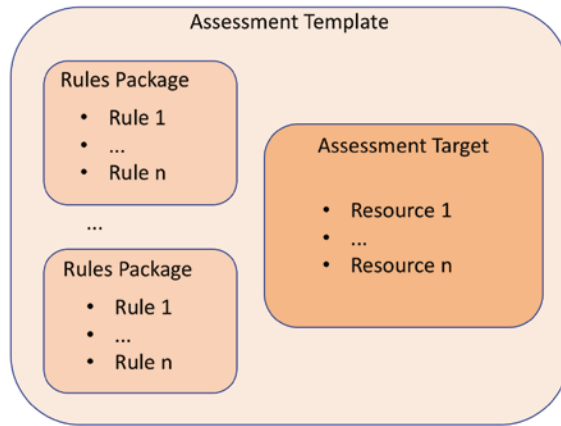 Assessment Template
Rules Package
• Rule 1
• ...
• Rule n
...
Rules Package
• Rule 1
• ...
• Rule n
Assessment Target
• Resource 1
• ...
• Resource n